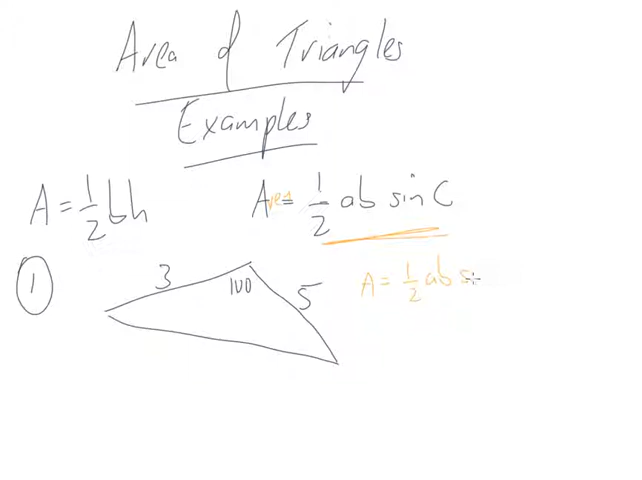 Area of Triangles
Examples
A = 1/2 bh
Area = 1/2 ab sin C
1
3
100
5
A = 1/2 ab s